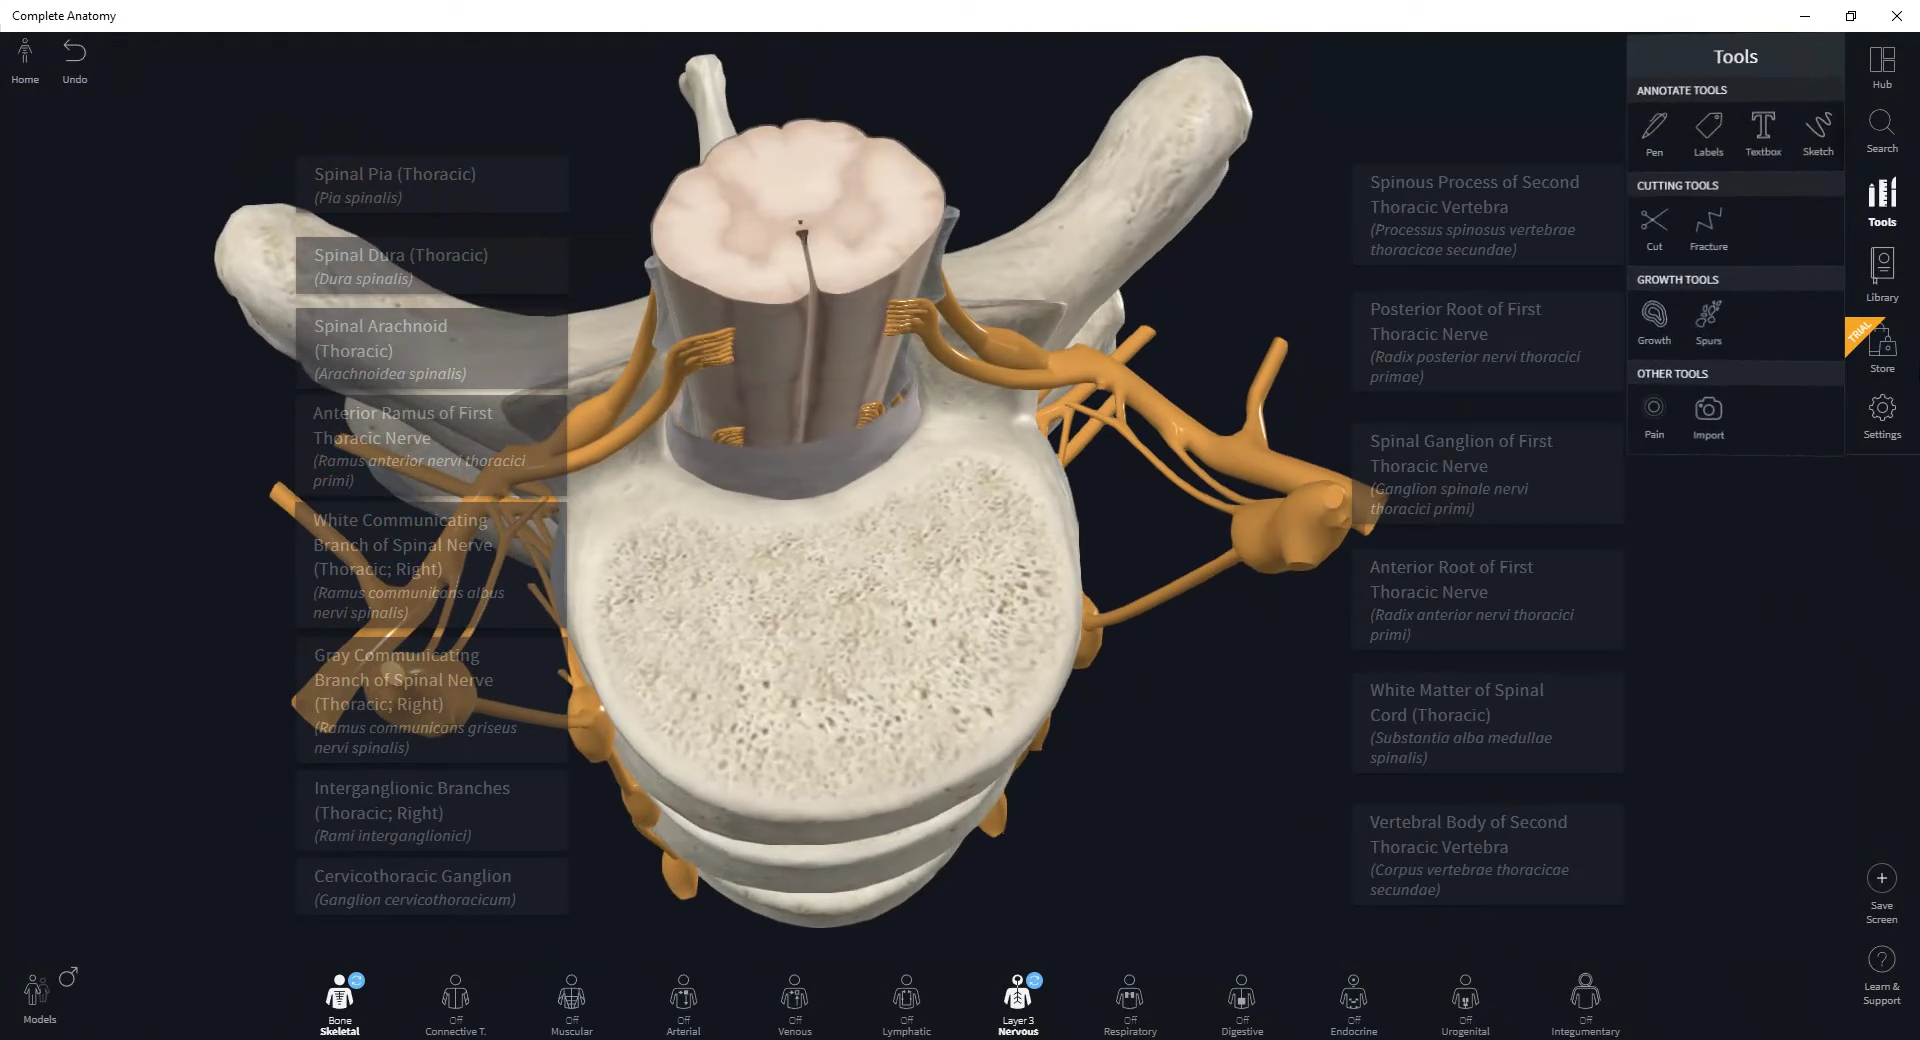 Complete Anatomy
Home
Undo
Spinal Pia (Thoracic)
(Pia spinalis)
Spinal Dura (Thoracic)
(Dura spinalis)
Spinal Arachnoid
(Thoracic)
(Arachnoidea spinalis)
Anterior Ramus of First
Thoracic Nerve
(Ramus anterior nervi thoracici
primi)
White Communicating
Branch of Spinal Nerve
(Thoracic; Right)
(Ramus communicans albus
nervi spinalis)
Gray Communicating
Branch of Spinal Nerve
(Thoracic; Right)
(Ramus communicans griseus
nervi spinalis)
Interganglionic Branches
(Thoracic; Right)
(Rami interganglionici)
Cervicothoracic Ganglion
(Ganglion cervicothoracicum)
Spinous Process of Second
Thoracic Vertebra
(Processus spinosus vertebrae
thoracicae secundae)
Posterior Root of First
Thoracic Nerve
(Radix posterior nervi thoracici
primae)
Spinal Ganglion of First
Thoracic Nerve
(Ganglion spinale nervi
thoracici primi)
Anterior Root of First
Thoracic Nerve
(Radix anterior nervi thoracici
primi)
White Matter of Spinal
Cord (Thoracic)
(Substantia alba medullae
spinalis)
Vertebral Body of Second
Thoracic Vertebra
(Corpus vertebrae thoracicae
secundae)
Tools
ANNOTATE TOOLS
Pen Labels Textbox Sketch
CUTTING TOOLS
Cut Fracture
GROWTH TOOLS
Growth Spurs
OTHER TOOLS
Pain Import
Hub
Search
Tools
Library
TRIAL
Store
Settings
Save
Screen
?
Learn &
Support
Models
Bone
Skeletal
Off
Connective T.
Off
Muscular
Off
Arterial
Off
Venous
Off
Lymphatic
Layer 3
Nervous
Off
Respiratory
Off
Digestive
Off
Endocrine
Off
Urogenital
Off
Integumentary